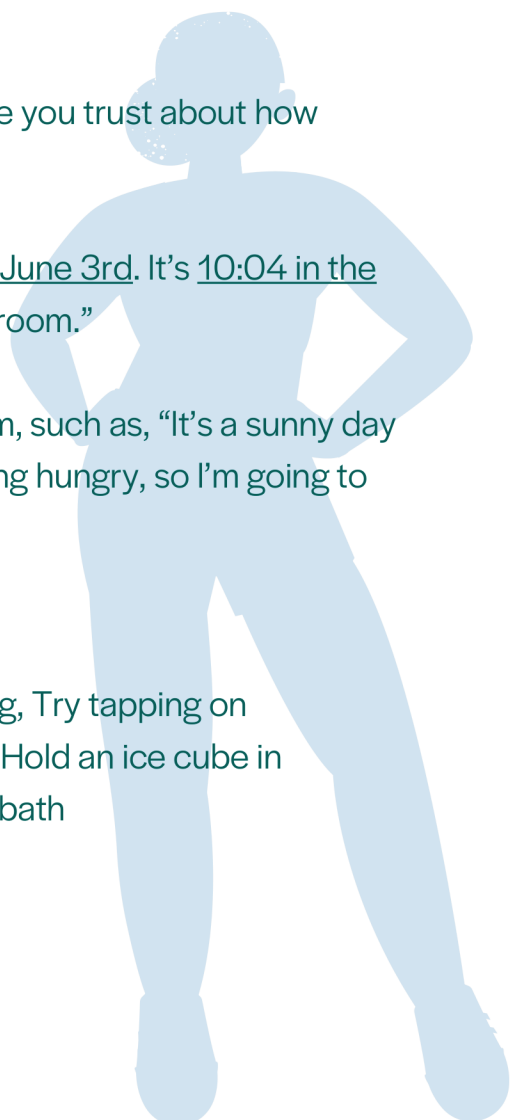 e you trust about how
June 3rd. It’s 10:04 in the
room.”
m, such as, “It’s a sunny day
ng hungry, so I’m going to
g, Try tapping on
Hold an ice cube in
bath